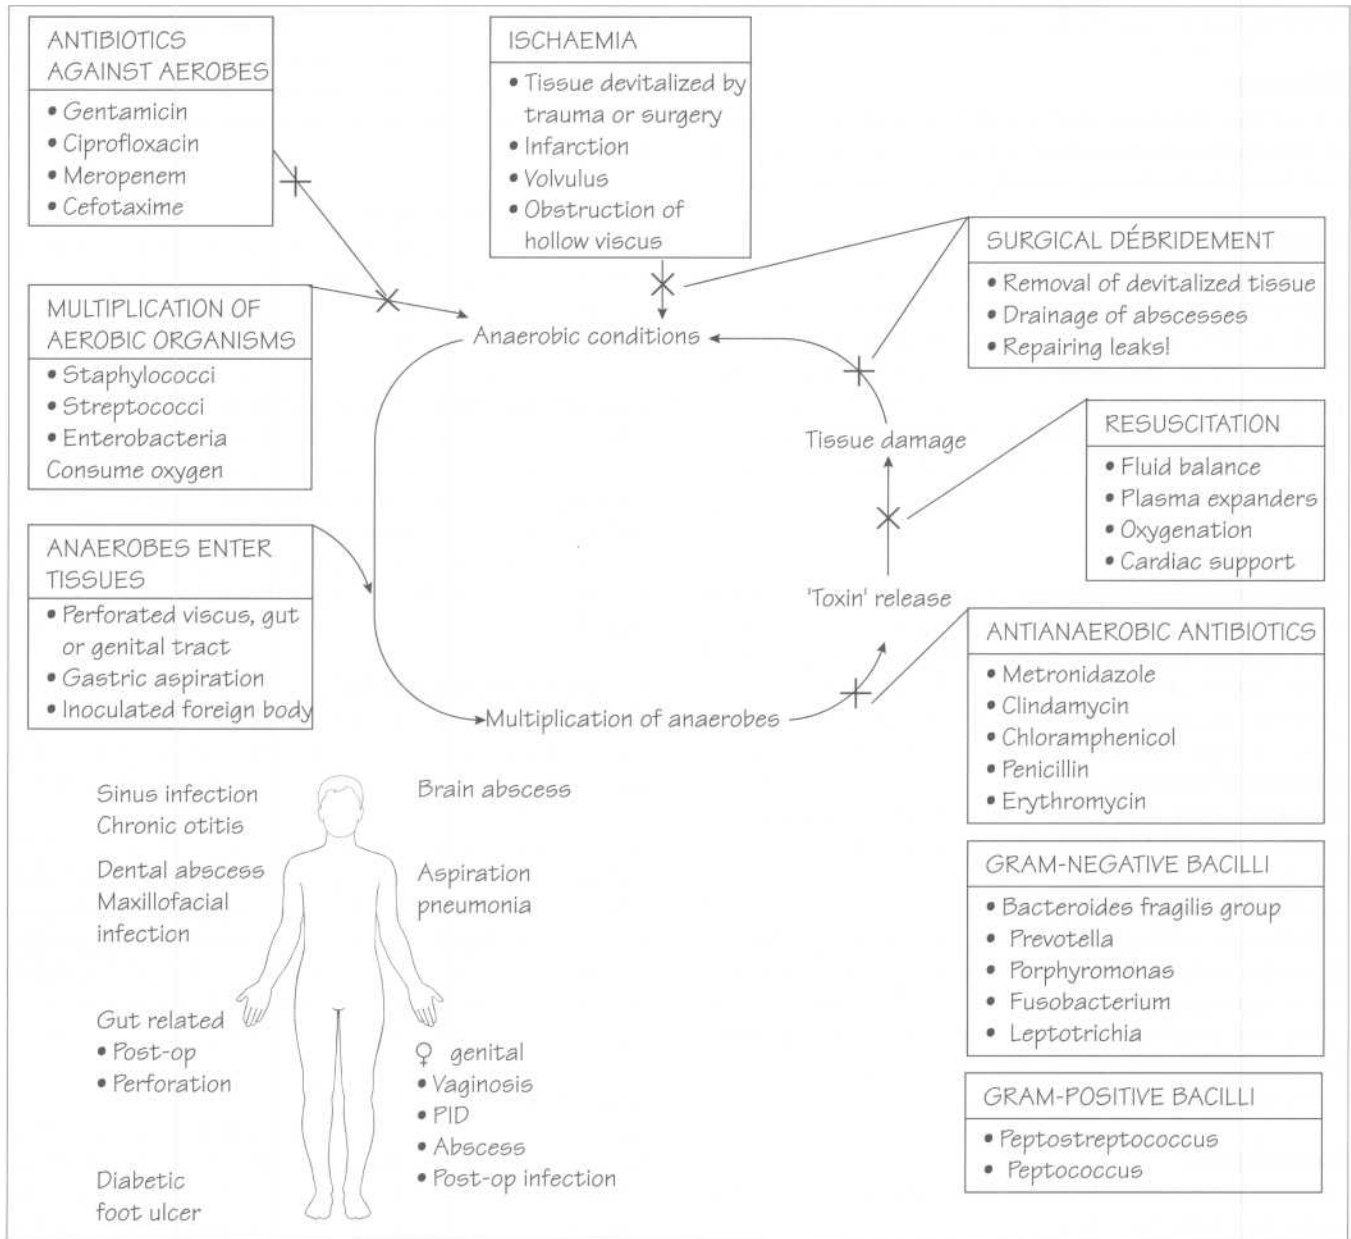 ANTIBIOTICS
AGAINST AEROBES
• Gentamicin
• Ciprofloxacin
• Meropenem
• Cefotaxime
ISCHAEMIA
• Tissue devitalized by
trauma or surgery
• Infarction
• Volvulus
• Obstruction of
hollow viscus
SURGICAL DÉBRIDEMENT
• Removal of devitalized tissue
• Drainage of abscesses
• Repairing leaks!
MULTIPLICATION OF
AEROBIC ORGANISMS
• Staphylococci
• Streptococci
• Enterobacteria
Consume oxygen
Anaerobic conditions
Tissue damage
RESUSCITATION
• Fluid balance
• Plasma expanders
• Oxygenation
• Cardiac support
ANAEROBES ENTER
TISSUES
• Perforated viscus, gut
or genital tract
• Gastric aspiration
• Inoculated foreign body
'Toxin' release
Multiplication of anaerobes
ANTIANAEROBIC ANTIBIOTICS
• Metronidazole
• Clindamycin
• Chloramphenicol
• Penicillin
• Erythromycin
Sinus infection
Chronic otitis
Dental abscess
Maxillofacial
infection
Gut related
• Post-op
• Perforation
Diabetic
foot ulcer
Brain abscess
Aspiration
pneumonia
♀ genital
• Vaginosis
• PID
• Abscess
• Post-op infection
GRAM-NEGATIVE BACILLI
• Bacteroides fragilis group
• Prevotella
• Porphyromonas
• Fusobacterium
• Leptotrichia
GRAM-POSITIVE BACILLI
• Peptostreptococcus
• Peptococcus